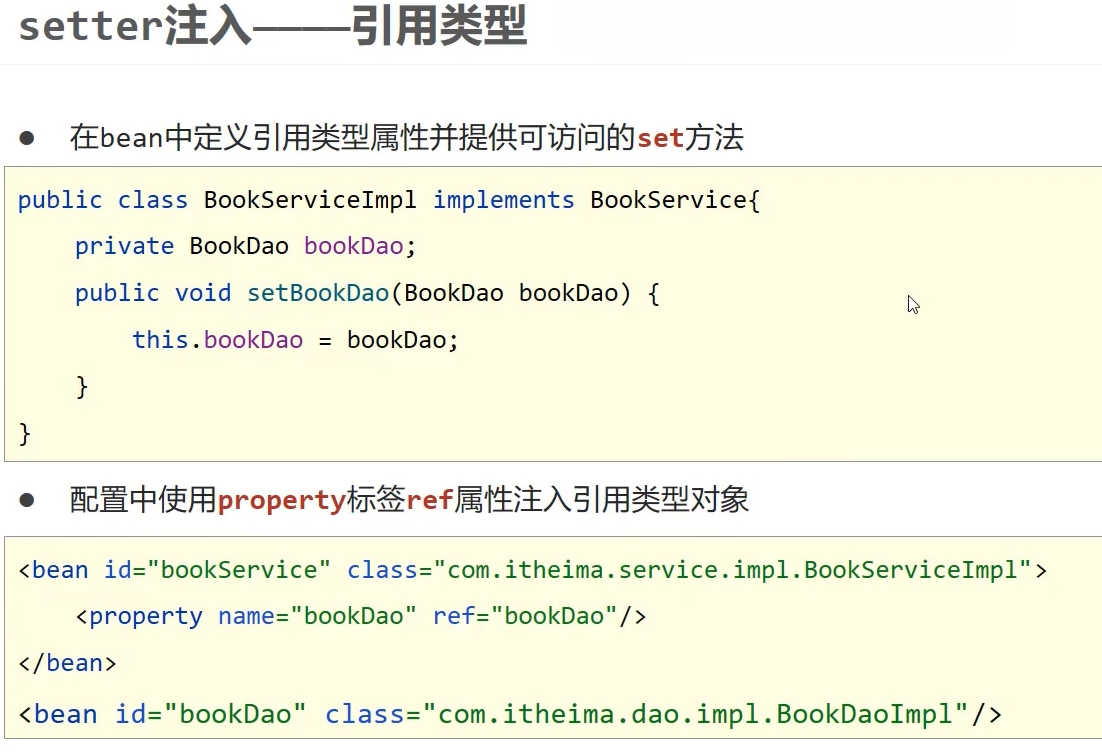 setter注入————引用类型
● 在bean中定义引用类型属性并提供可访问的set方法
public class BookServiceImpl implements BookService{
    private BookDao bookDao;
    public void setBookDao(BookDao bookDao) {
        this.bookDao = bookDao;
    }
}
● 配置中使用property标签ref属性注入引用类型对象
<bean id="bookService" class="com.itheima.service.impl.BookServiceImpl">
    <property name="bookDao" ref="bookDao"/>
</bean>
<bean id="bookDao" class="com.itheima.dao.impl.BookDaoImpl"/>